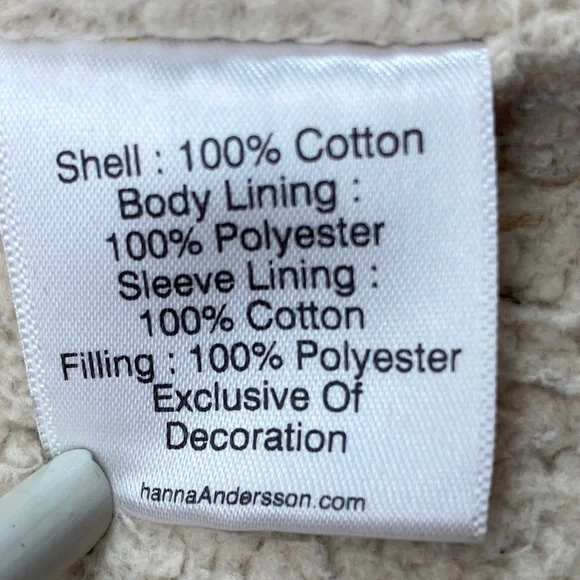 Shell : 100% Cotton
Body Lining :
100% Polyester
Sleeve Lining :
100% Cotton
Filling : 100% Polyester
Exclusive Of
Decoration
hannaAndersson.com